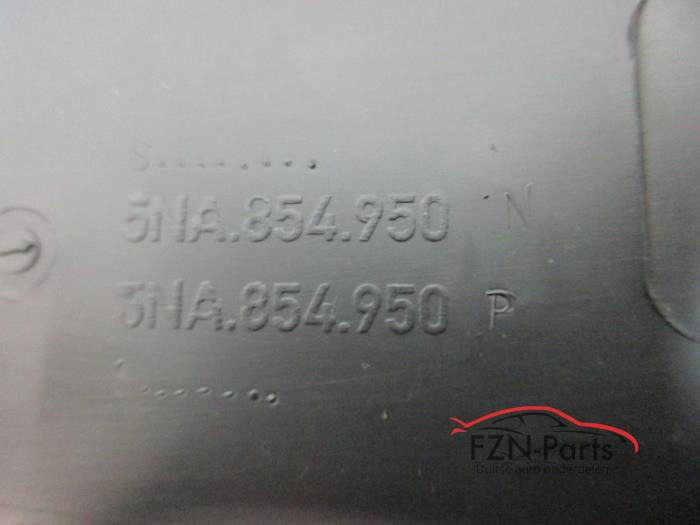 S.........
5NA.854.950 N
5NA.854.950 P
FZN-Parts
Duitse auto onderdelen